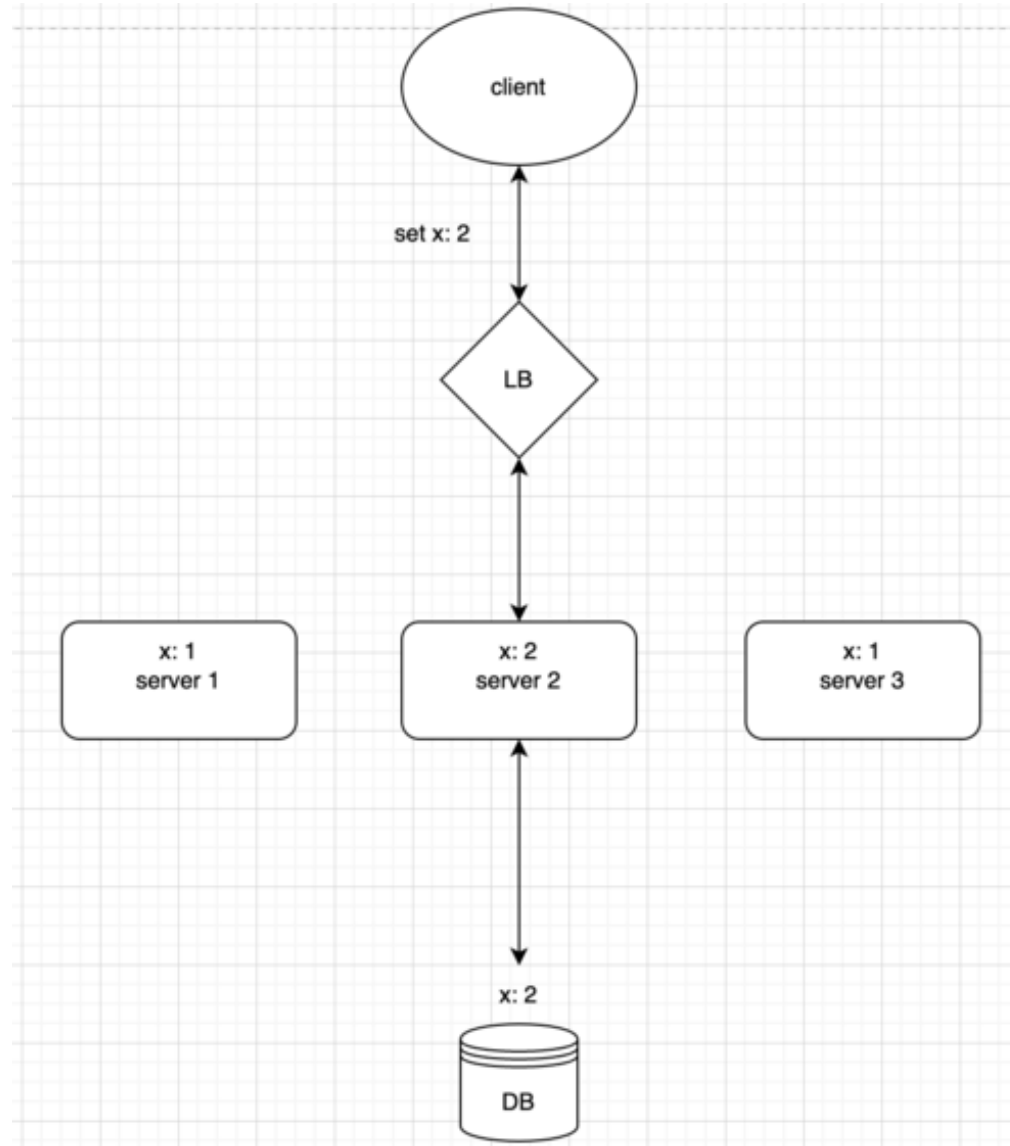 client
set x: 2
LB
x: 1
server 1
x: 2
server 2
x: 1
server 3
x: 2
DB